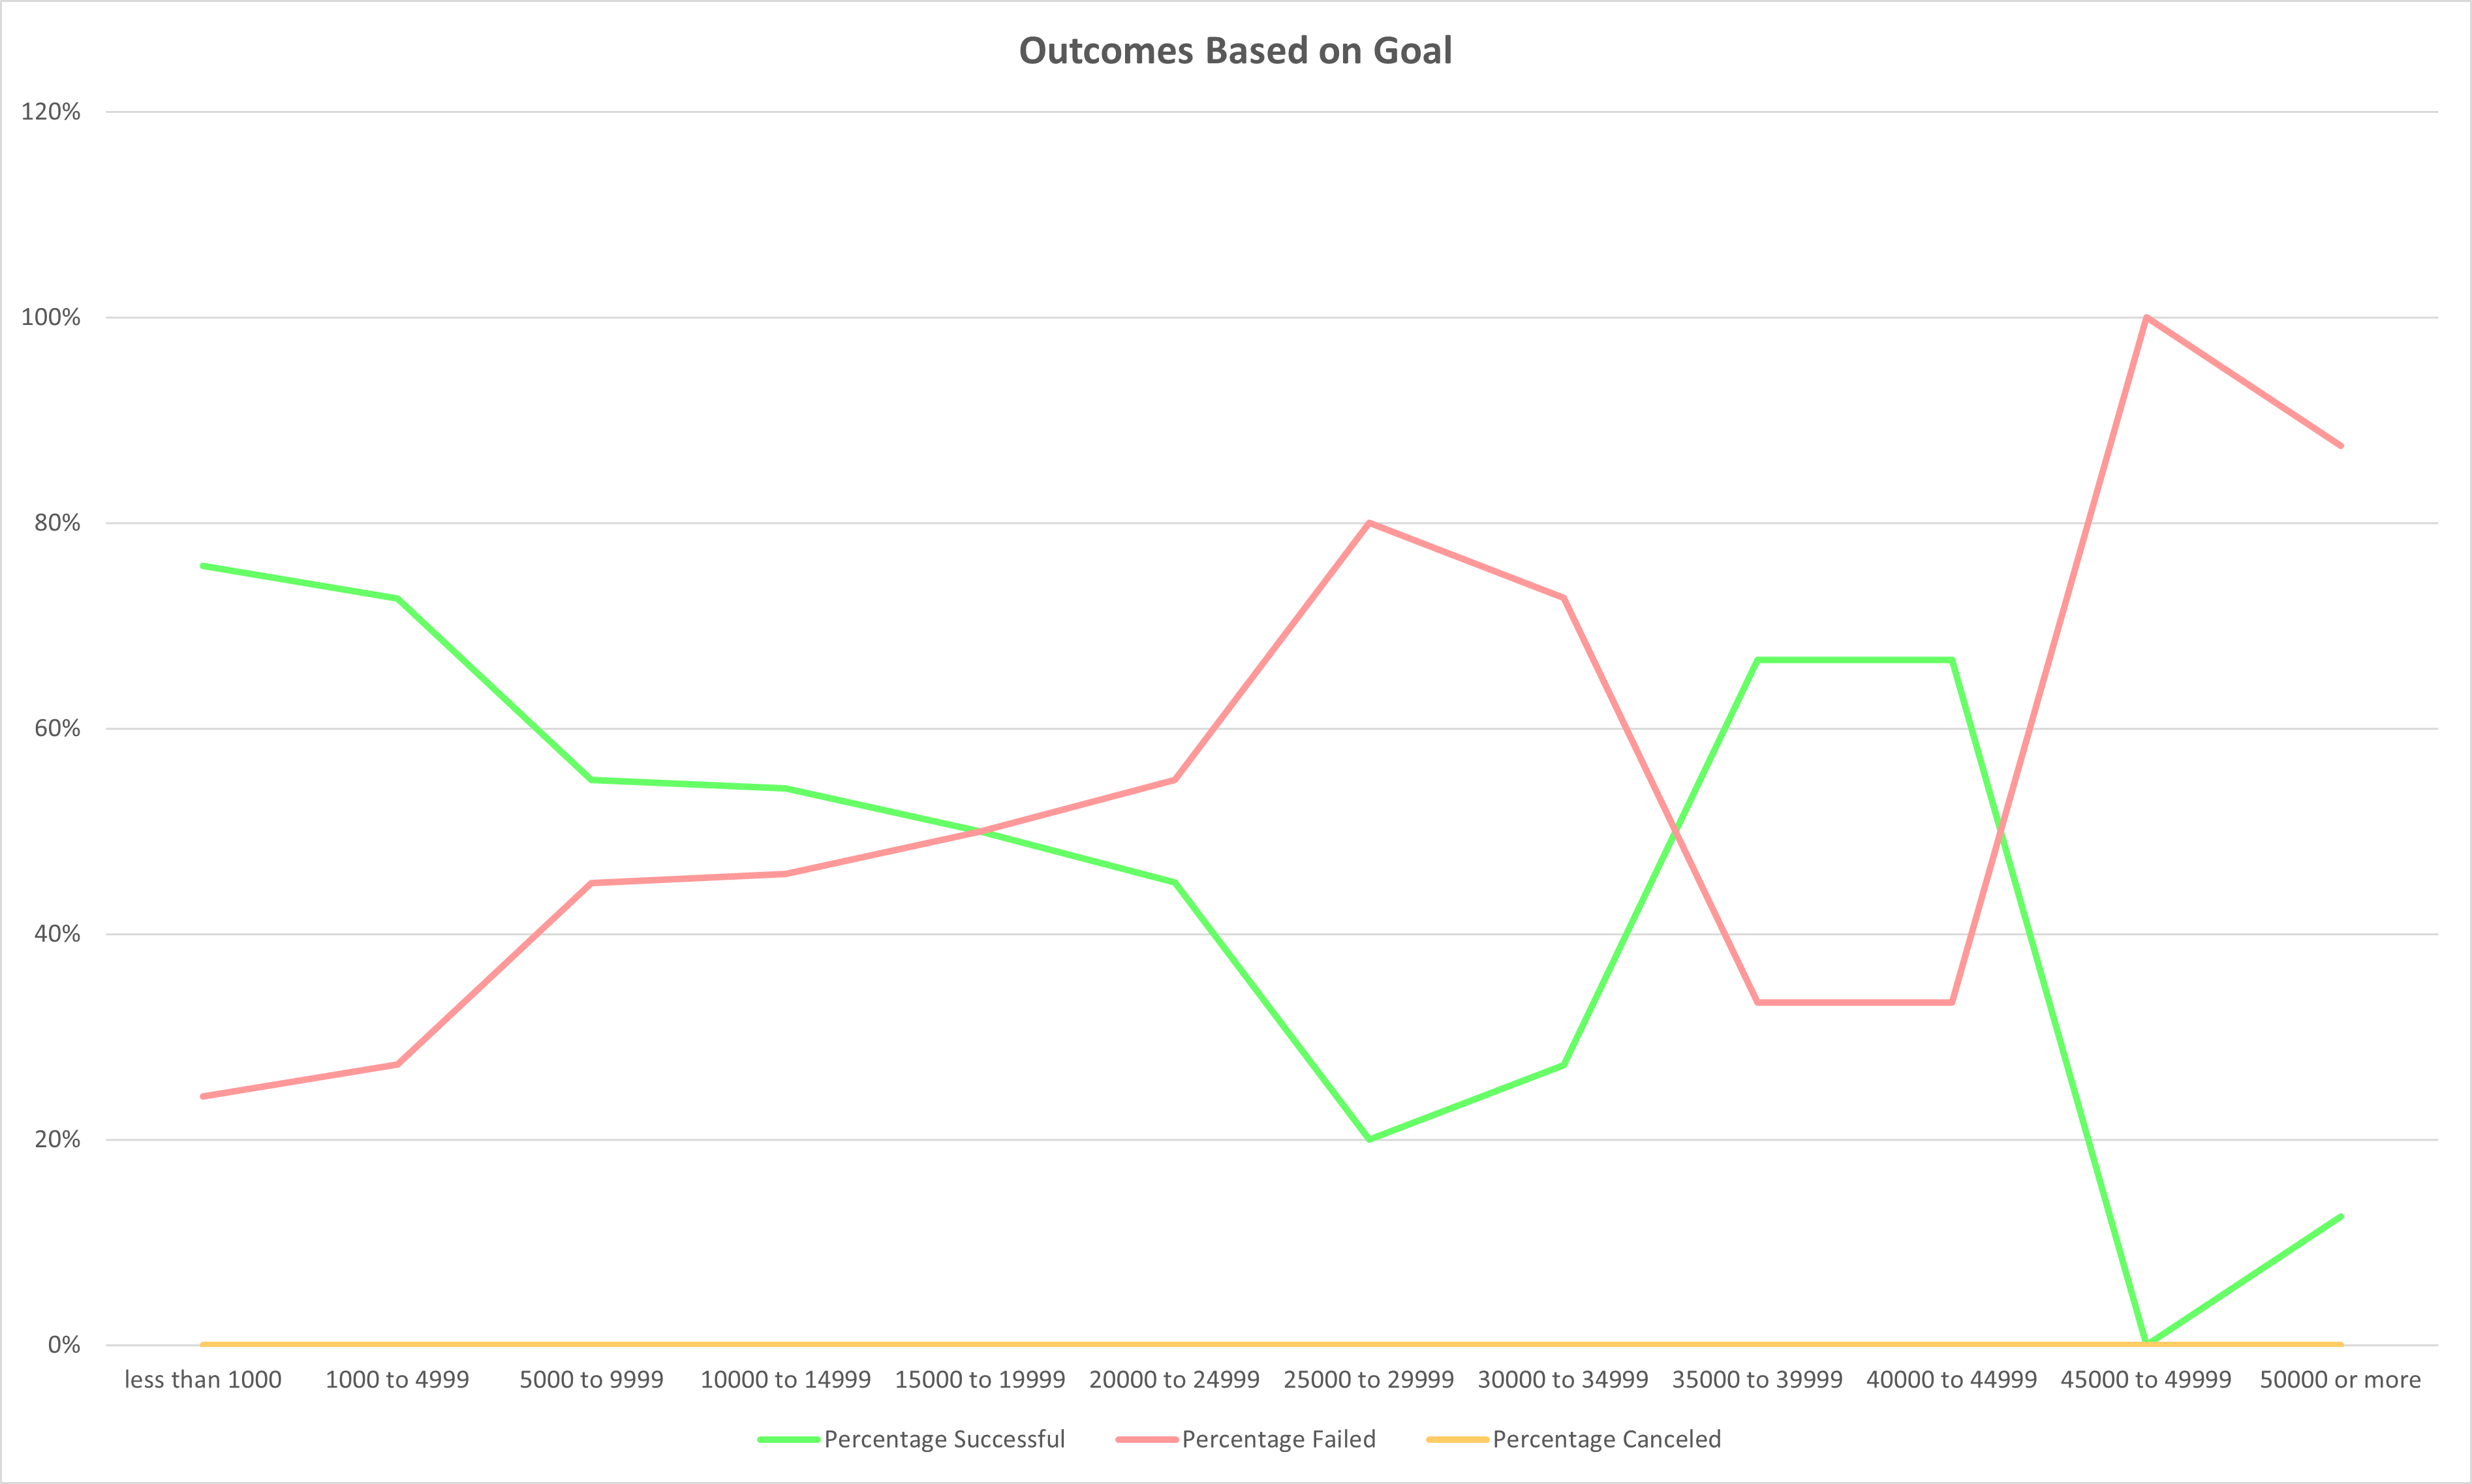 Outcomes Based on Goal
120%
100%
80%
60%
40%
20%
0%
less than 1000 1000 to 4999 5000 to 9999 10000 to 14999 15000 to 19999 20000 to 24999 25000 to 29999 30000 to 34999 35000 to 39999 40000 to 44999 45000 to 49999 50000 or more
Percentage Successful Percentage Failed Percentage Canceled